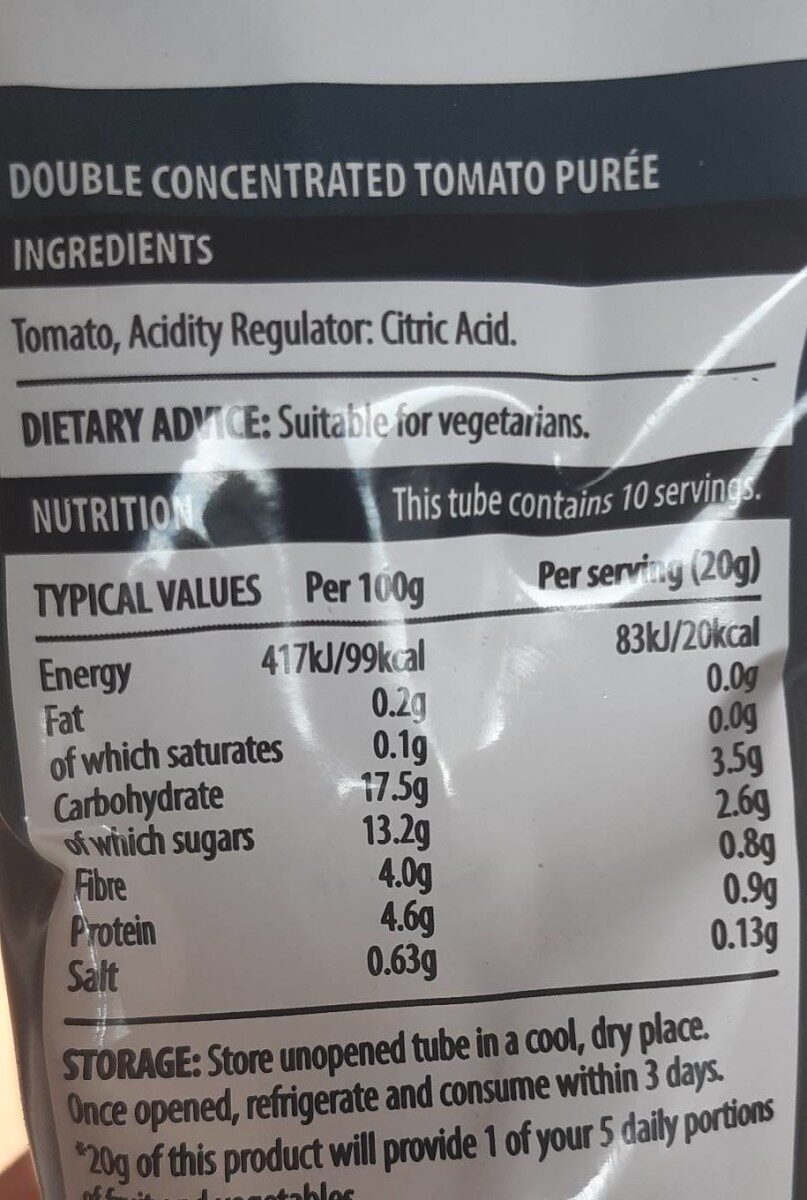 DOUBLE CONCENTRATED TOMATO PURÉE
INGREDIENTS
Tomato, Acidity Regulator: Citric Acid.
DIETARY ADVICE: Suitable for vegetarians.
NUTRITION This tube contains 10 servings.
TYPICAL VALUES Per 100g Per serving (20g)
Energy 417kJ/99kcal 83kJ/20kcal
Fat 0.2g 0.0g
of which saturates 0.1g 0.0g
Carbohydrate 17.5g 3.5g
of which sugars 13.2g 2.6g
Fibre 4.0g 0.8g
Protein 4.6g 0.9g
Salt 0.63g 0.13g
STORAGE: Store unopened tube in a cool, dry place.
Once opened, refrigerate and consume within 3 days.
*20g of this product will provide 1 of your 5 daily portions
of fruit and vegetables